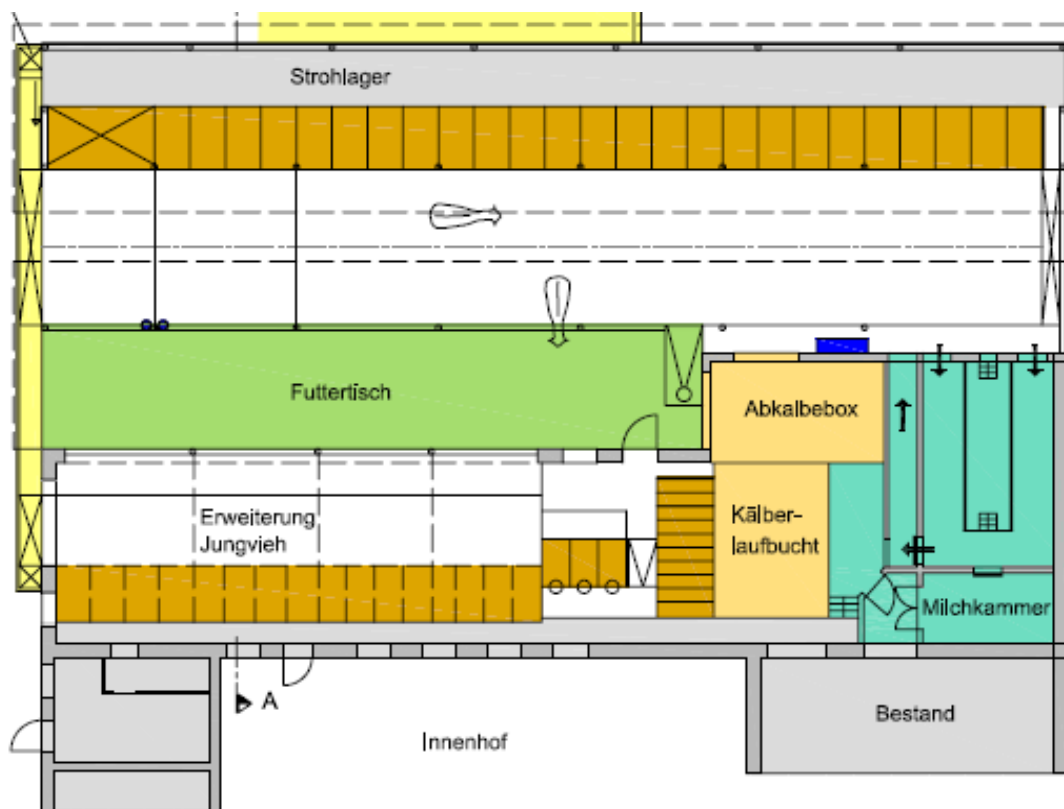 Strohlager
Futtertisch
Abkalbebox
Erweiterung
Jungvieh
Kälber-
laufbucht
Milchkammer
A
Bestand
Innenhof